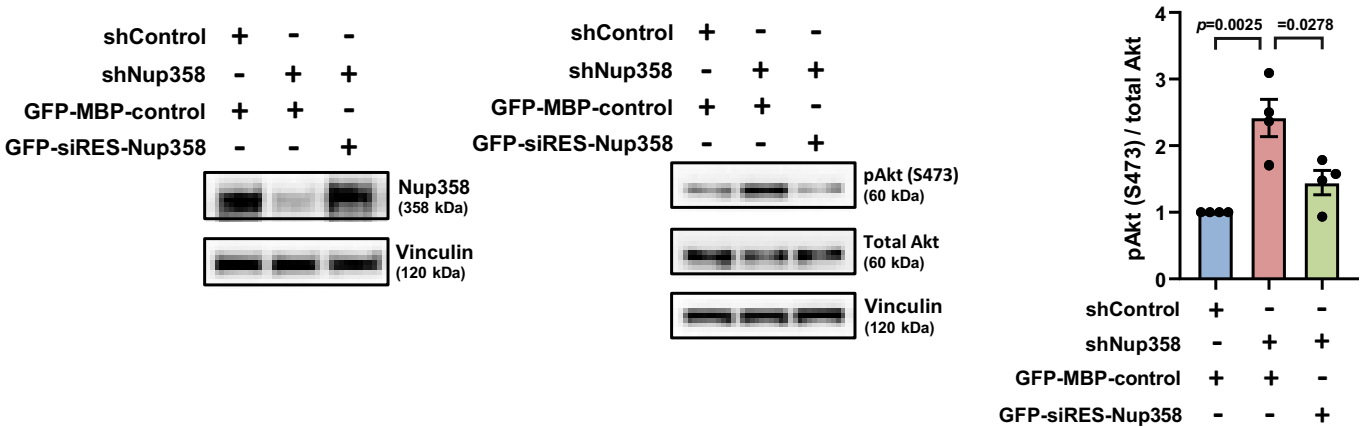 shControl + - -
shNup358 - + +
GFP-MBP-control + + -
GFP-siRES-Nup358 - - +
Nup358
(358 kDa)
Vinculin
(120 kDa)
shControl + - -
shNup358 - + +
GFP-MBP-control + + -
GFP-siRES-Nup358 - - +
pAkt (S473)
(60 kDa)
Total Akt
(60 kDa)
Vinculin
(120 kDa)
pAkt (S473) / total Akt
4
3
2
1
0
p=0.0025 =0.0278
shControl + - -
shNup358 - + +
GFP-MBP-control + + -
GFP-siRES-Nup358 - - +